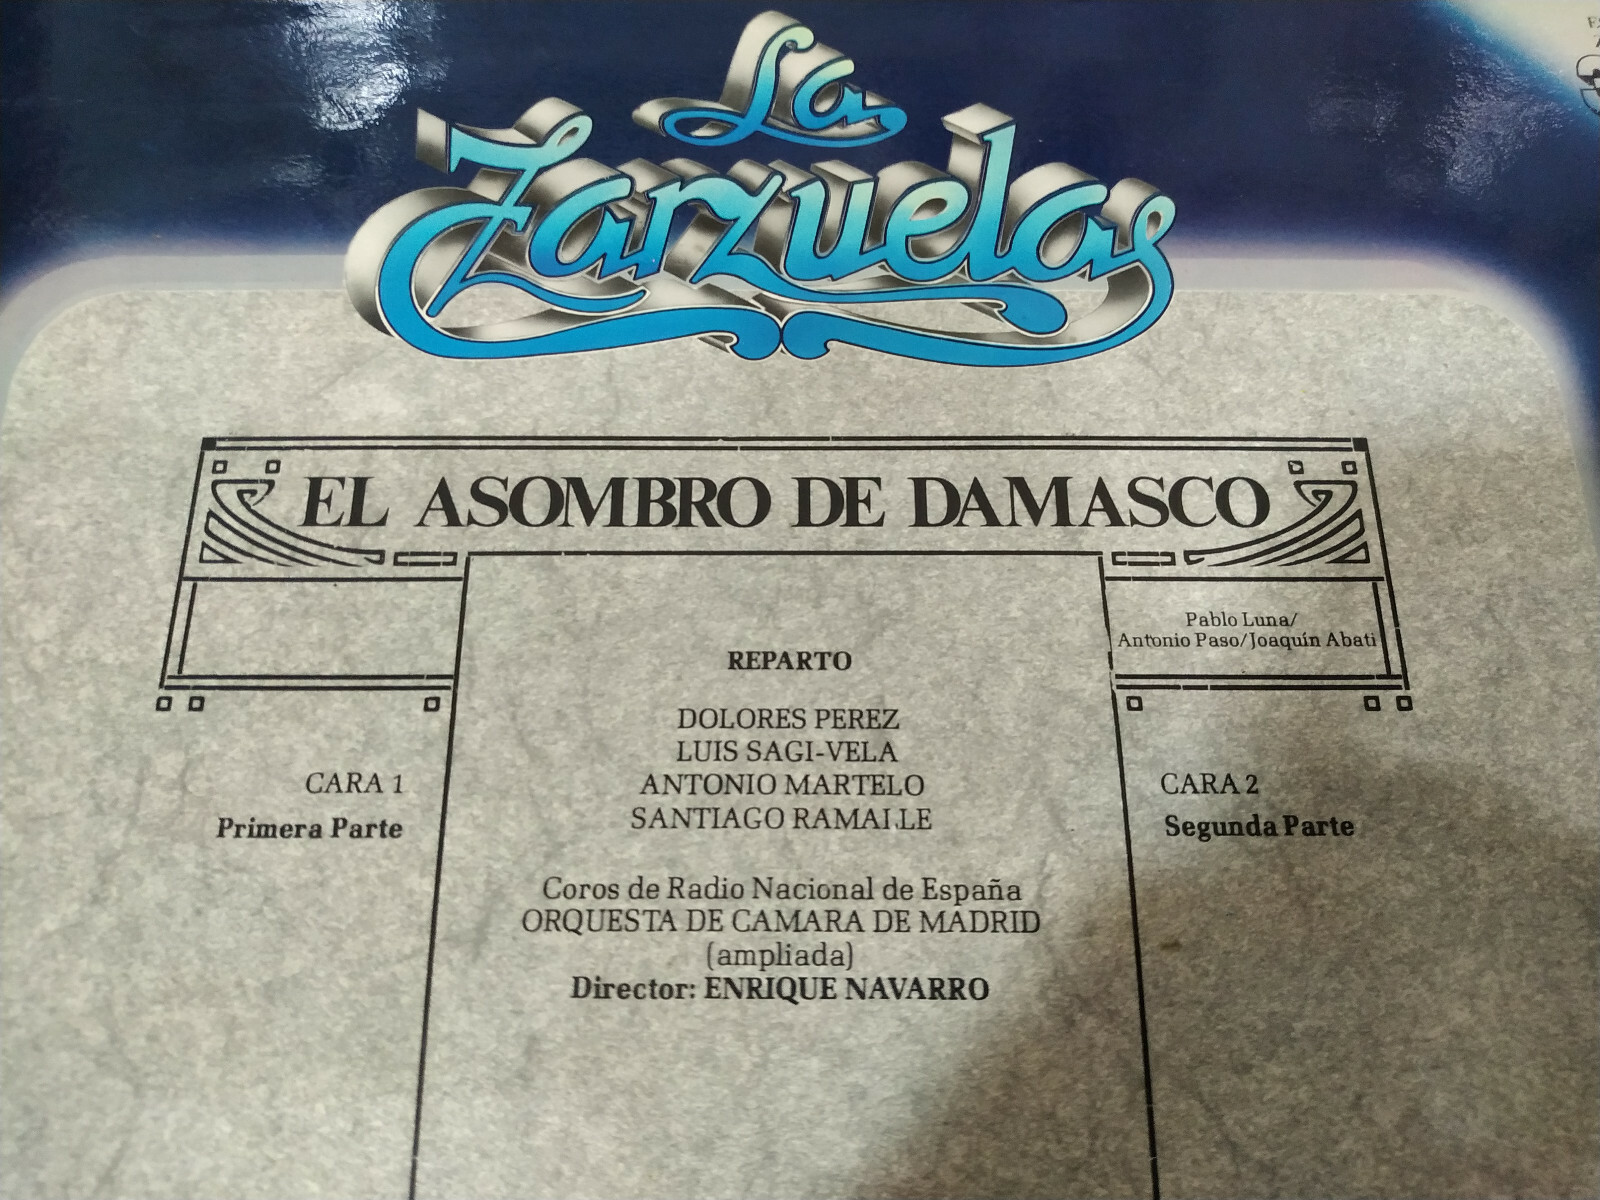 La
Zarzuela
EL ASOMBRO DE DAMASCO
Pablo Luna/
Antonio Paso/Joaquín Abati
REPARTO
DOLORES PEREZ
LUIS SAGI-VELA
ANTONIO MARTELO
SANTIAGO RAMALLE
CARA 1
Primera Parte
CARA 2
Segunda Parte
Coros de Radio Nacional de España
ORQUESTA DE CAMARA DE MADRID
(ampliada)
Director: ENRIQUE NAVARRO